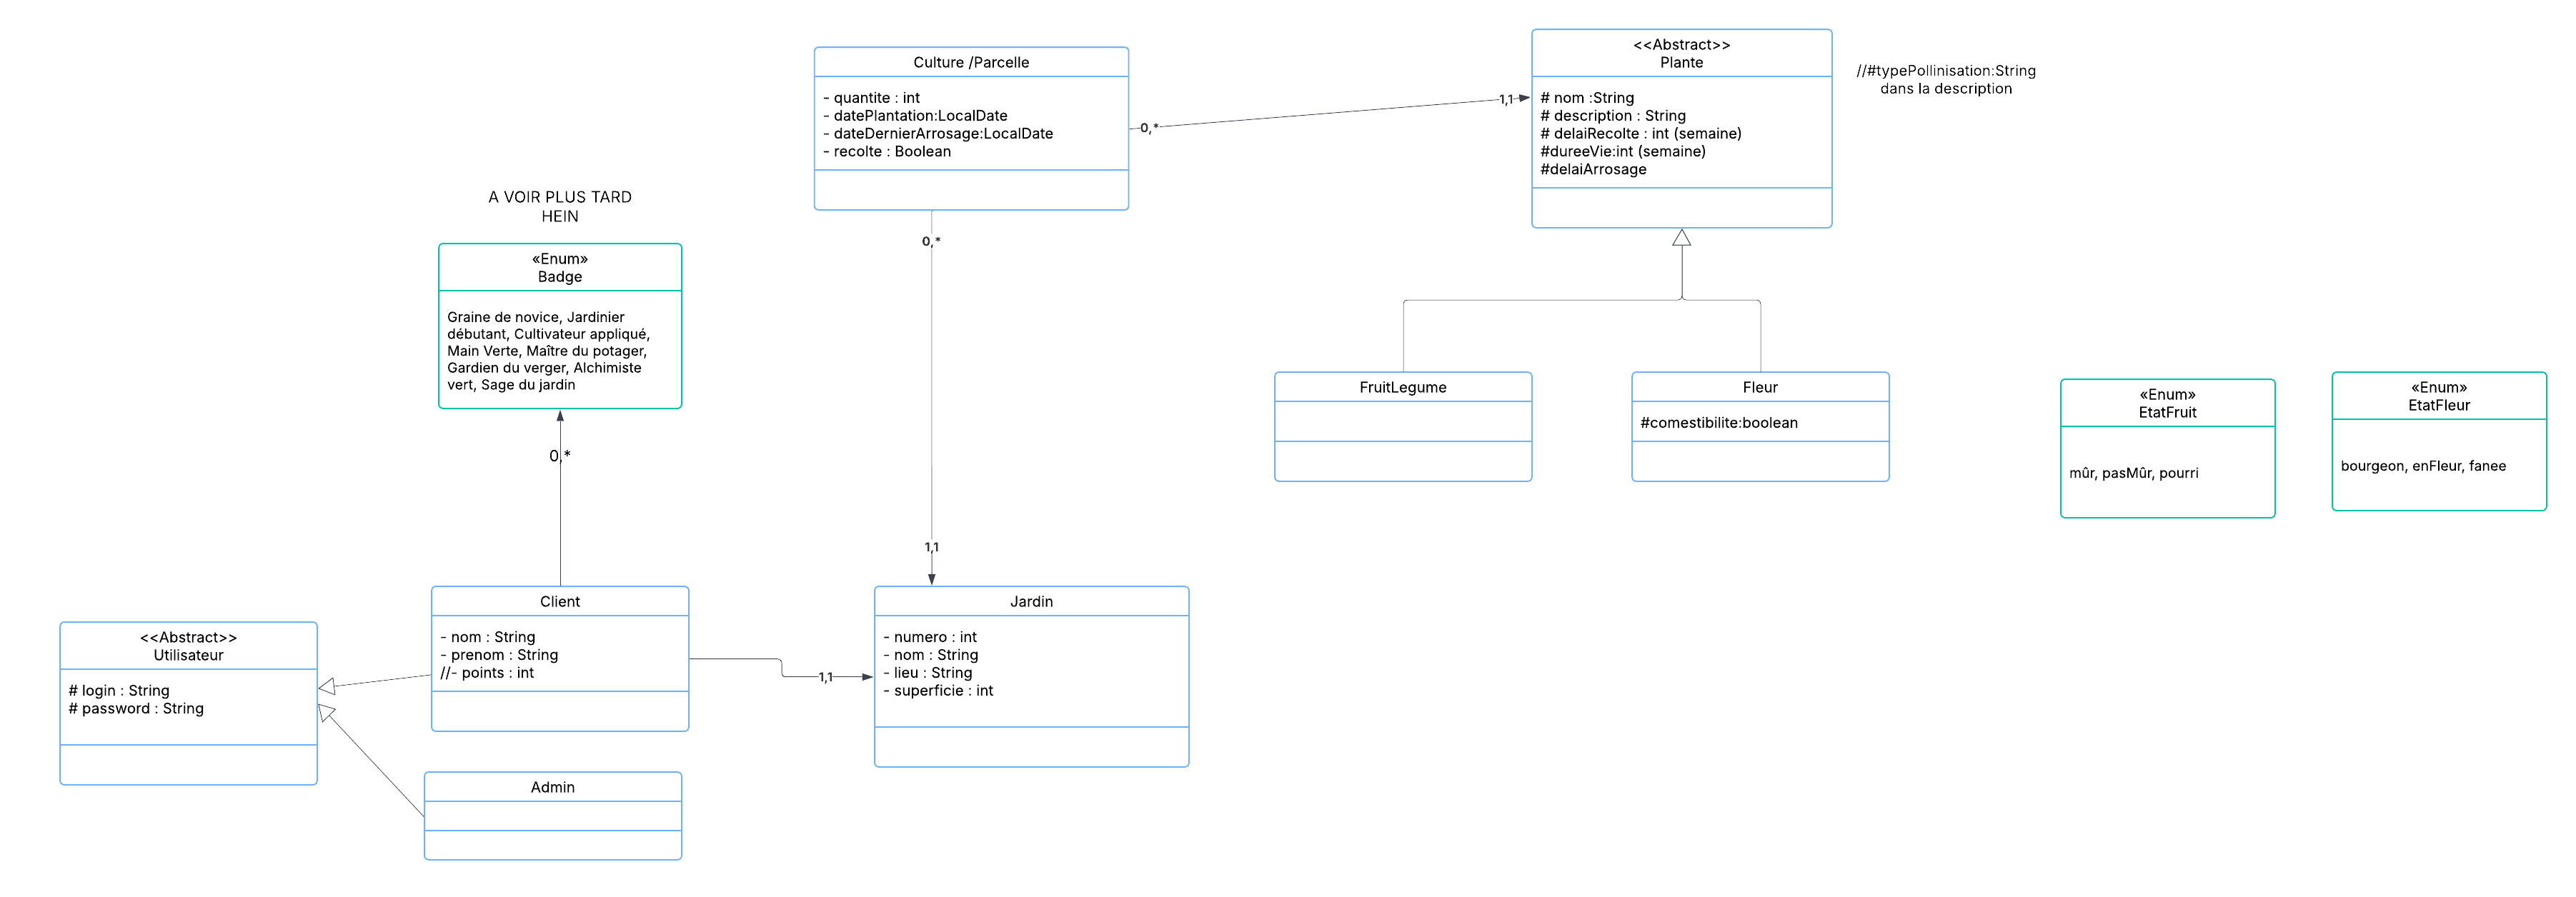 Culture /Parcelle
- quantite : int
- datePlantation:LocalDate
- dateDernierArrosage:LocalDate
- recolte : Boolean
0,*
1,1
<<Abstract>>
Plante
# nom :String
# description : String
# delaiRecolte : int (semaine)
#dureeVie:int (semaine)
#delaiArrosage
//#typePollinisation:String
dans la description
A VOIR PLUS TARD
HEIN
«Enum»
Badge
Graine de novice, Jardinier
débutant, Cultivateur appliqué,
Main Verte, Maître du potager,
Gardien du verger, Alchimiste
vert, Sage du jardin
0,*
0,*
1,1
FruitLegume
Fleur
#comestibilite:boolean
«Enum»
EtatFruit
mûr, pasMûr, pourri
«Enum»
EtatFleur
bourgeon, enFleur, fanee
<<Abstract>>
Utilisateur
# login : String
# password : String
Client
- nom : String
- prenom : String
//- points : int
1,1
Jardin
- numero : int
- nom : String
- lieu : String
- superficie : int
Admin